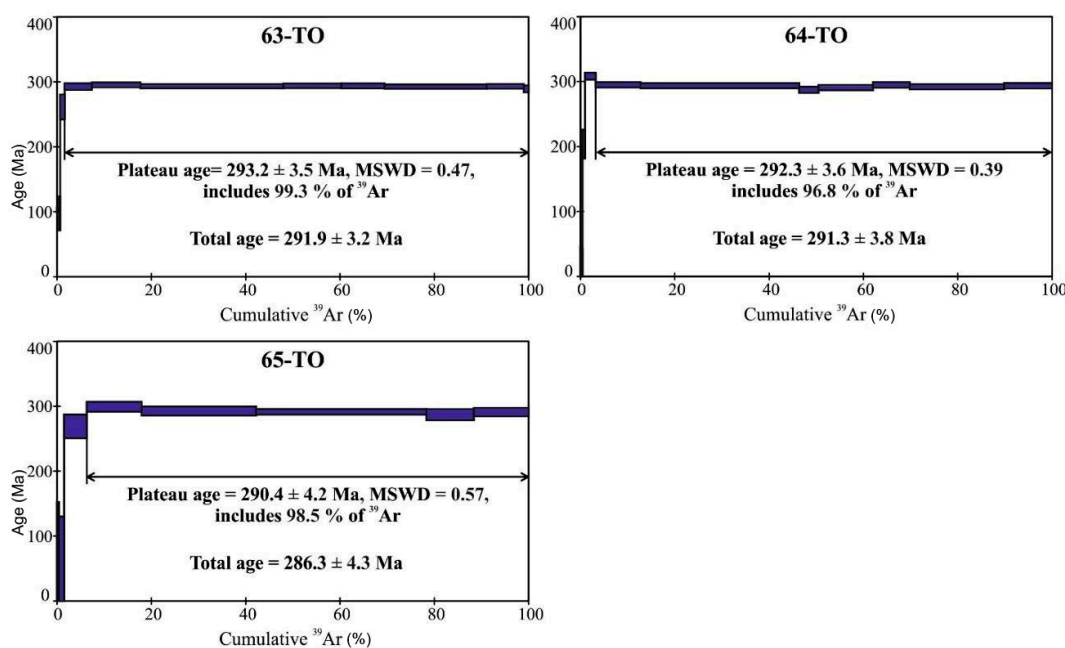 63-TO
400
300
200
100
0
Age (Ma)
Plateau age= 293.2 ± 3.5 Ma, MSWD = 0.47,
includes 99.3 % of ³⁹Ar
Total age = 291.9 ± 3.2 Ma
0 20 40 60 80 100
Cumulative ³⁹Ar (%)
64-TO
400
300
200
100
0
Plateau age = 292.3 ± 3.6 Ma, MSWD = 0.39
includes 96.8 % of ³⁹Ar
Total age = 291.3 ± 3.8 Ma
0 20 40 60 80 100
Cumulative ³⁹Ar (%)
65-TO
400
300
200
100
0
Age (Ma)
Plateau age = 290.4 ± 4.2 Ma, MSWD = 0.57,
includes 98.5 % of ³⁹Ar
Total age = 286.3 ± 4.3 Ma
0 20 40 60 80 100
Cumulative ³⁹Ar (%)